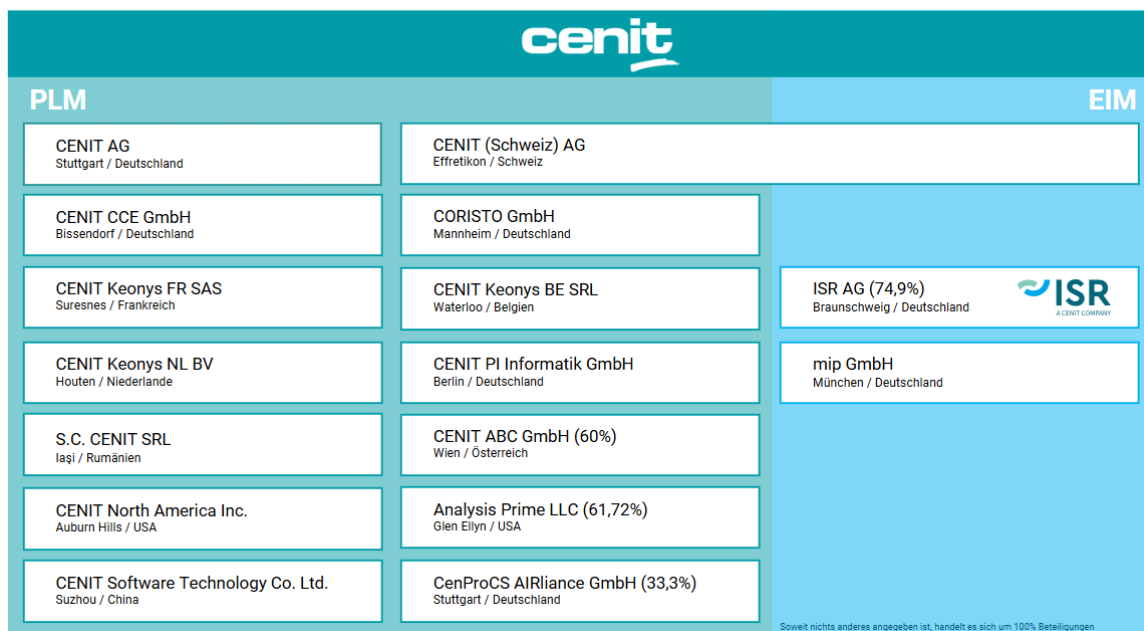 cenit
PLM
EIM
CENIT AG
Stuttgart / Deutschland
CENIT (Schweiz) AG
Effretikon / Schweiz
CENIT CCE GmbH
Bissendorf / Deutschland
CORISTO GmbH
Mannheim / Deutschland
CENIT Keonys FR SAS
Suresnes / Frankreich
CENIT Keonys BE SRL
Waterloo / Belgien
ISR AG (74,9%)
Braunschweig / Deutschland
ISR
A CENIT COMPANY
CENIT Keonys NL BV
Houten / Niederlande
CENIT PI Informatik GmbH
Berlin / Deutschland
mip GmbH
München / Deutschland
S.C. CENIT SRL
Iaşi / Rumänien
CENIT ABC GmbH (60%)
Wien / Österreich
CENIT North America Inc.
Auburn Hills / USA
Analysis Prime LLC (61,72%)
Glen Ellyn / USA
CENIT Software Technology Co. Ltd.
Suzhou / China
CenProCS AIRliance GmbH (33,3%)
Stuttgart / Deutschland
Soweit nichts anderes angegeben ist, handelt es sich um 100% Beteiligungen